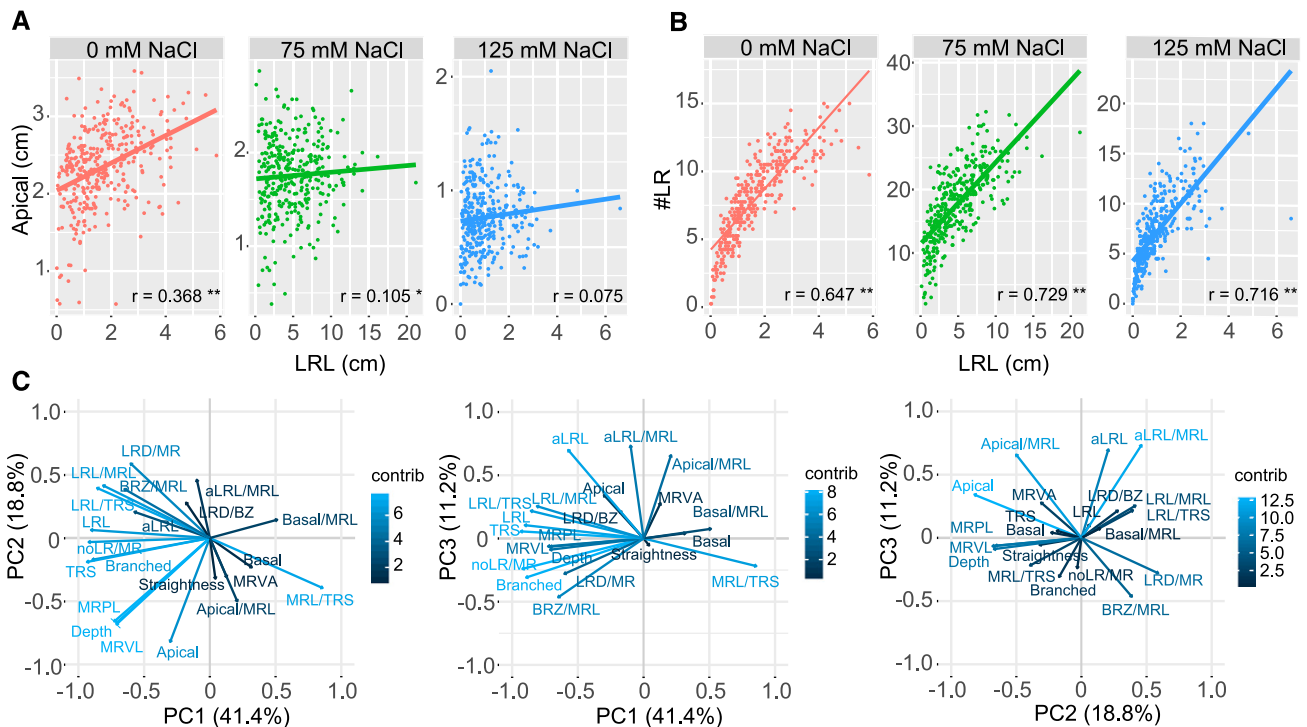 A
B
0 mM NaCl
75 mM NaCl
125 mM NaCl
0 mM NaCl
75 mM NaCl
125 mM NaCl
Apical (cm)
3
2
1
r = 0.368 **
0 2 4 6
2
1
r = 0.105 *
0 5 10 15 20
2
1
0
r = 0.075
0 2 4 6
LRL (cm)
#LR
15
10
5
0
r = 0.647 **
0 2 4 6
40
30
20
10
0
r = 0.729 **
0 5 10 15 20
20
15
10
5
0
r = 0.716 **
0 2 4 6
LRL (cm)
C
PC2 (18.8%)
1.0
0.5
0
-0.5
-1.0
LRD/MR
LRL/MRL
BRZ/MRL
aLRL/MRL
LRL/TRS
LRD/BZ
LRL
aLRL
Basal/MRL
noLR/MR
TRS
Branched
Basal
Straightness
MRVA
MRL/TRS
MRPL
Apical/MRL
Depth
MRVL
Apical
-1.0 -0.5 0 0.5 1.0
PC1 (41.4%)
contrib
6
4
2
PC3 (11.2%)
1.0
0.5
0
-0.5
-1.0
aLRL
aLRL/MRL
Apical/MRL
Apical
LRL/TRS
LRL/MRL
MRVA
LRL
LRD/BZ
TRS
MRPL
Basal/MRL
MRVL
Basal
Depth
Straightness
noLR/MR
Branched
LRD/MR
MRL/TRS
BRZ/MRL
-1.0 -0.5 0 0.5 1.0
PC1 (41.4%)
contrib
8
6
4
2
PC3 (11.2%)
1.0
0.5
0
-0.5
-1.0
Apical/MRL
aLRL
aLRL/MRL
Apical
MRVA
LRD/BZ
LRL/MRL
TRS
LRL
LRL/TRS
MRPL
Basal
Basal/MRL
MRVL
Depth
Straightness
MRL/TRS
noLR/MR
LRD/MR
Branched
BRZ/MRL
-1.0 -0.5 0 0.5 1.0
PC2 (18.8%)
contrib
12.5
10.0
7.5
5.0
2.5